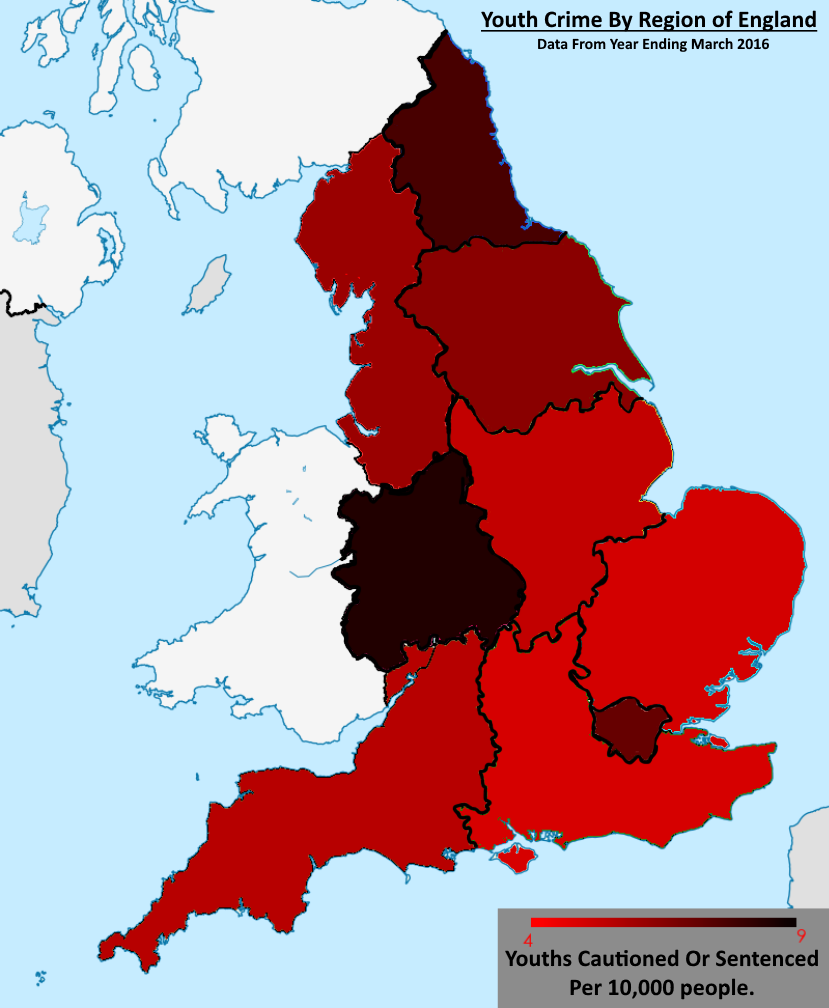 Youth Crime By Region of England
Data From Year Ending March 2016
4
9
Youths Cautioned Or Sentenced
Per 10,000 people.